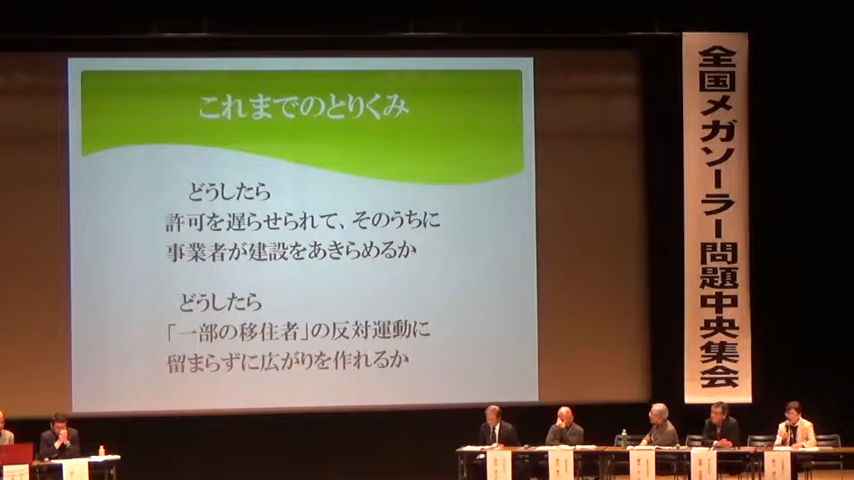 これまでのとりくみ
どうしたら
許可を遅らせられて、そのうちに
事業者が建設をあきらめるか
どうしたら
「一部の移住者」の反対運動に
留まらずに広がりを作れるか
全国メガソーラー問題中央集会